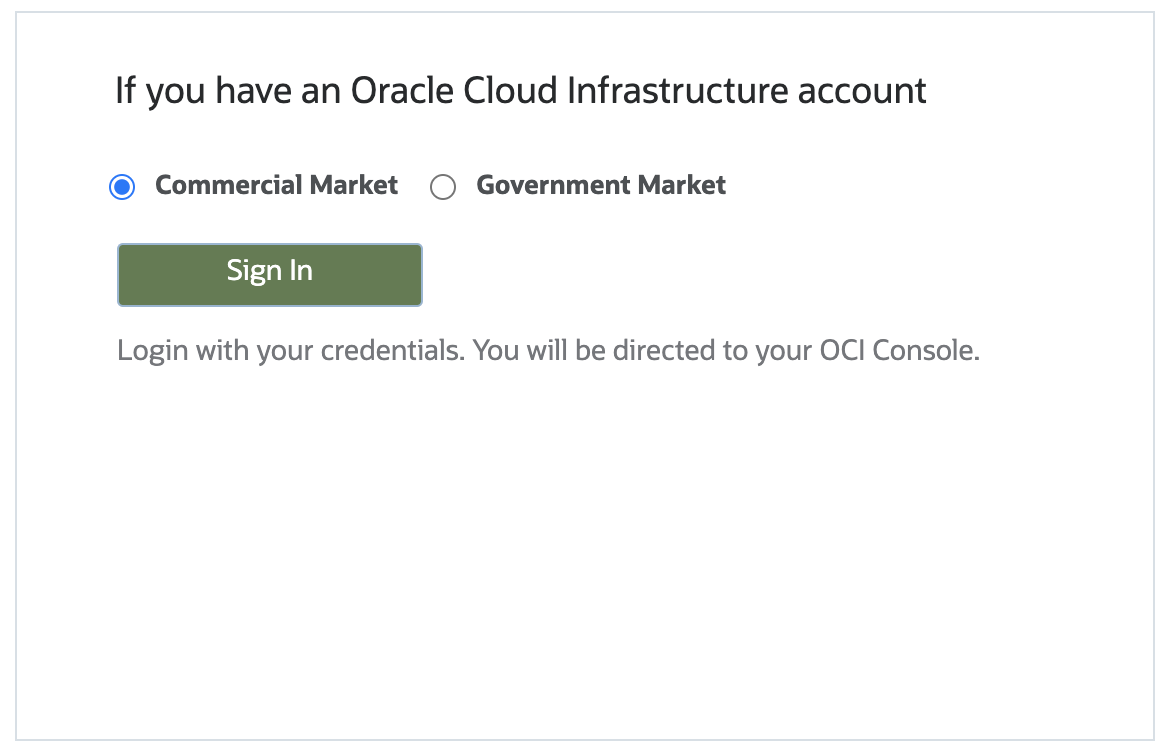 If you have an Oracle Cloud Infrastructure account
Commercial Market Government Market
Sign In
Login with your credentials. You will be directed to your OCI Console.